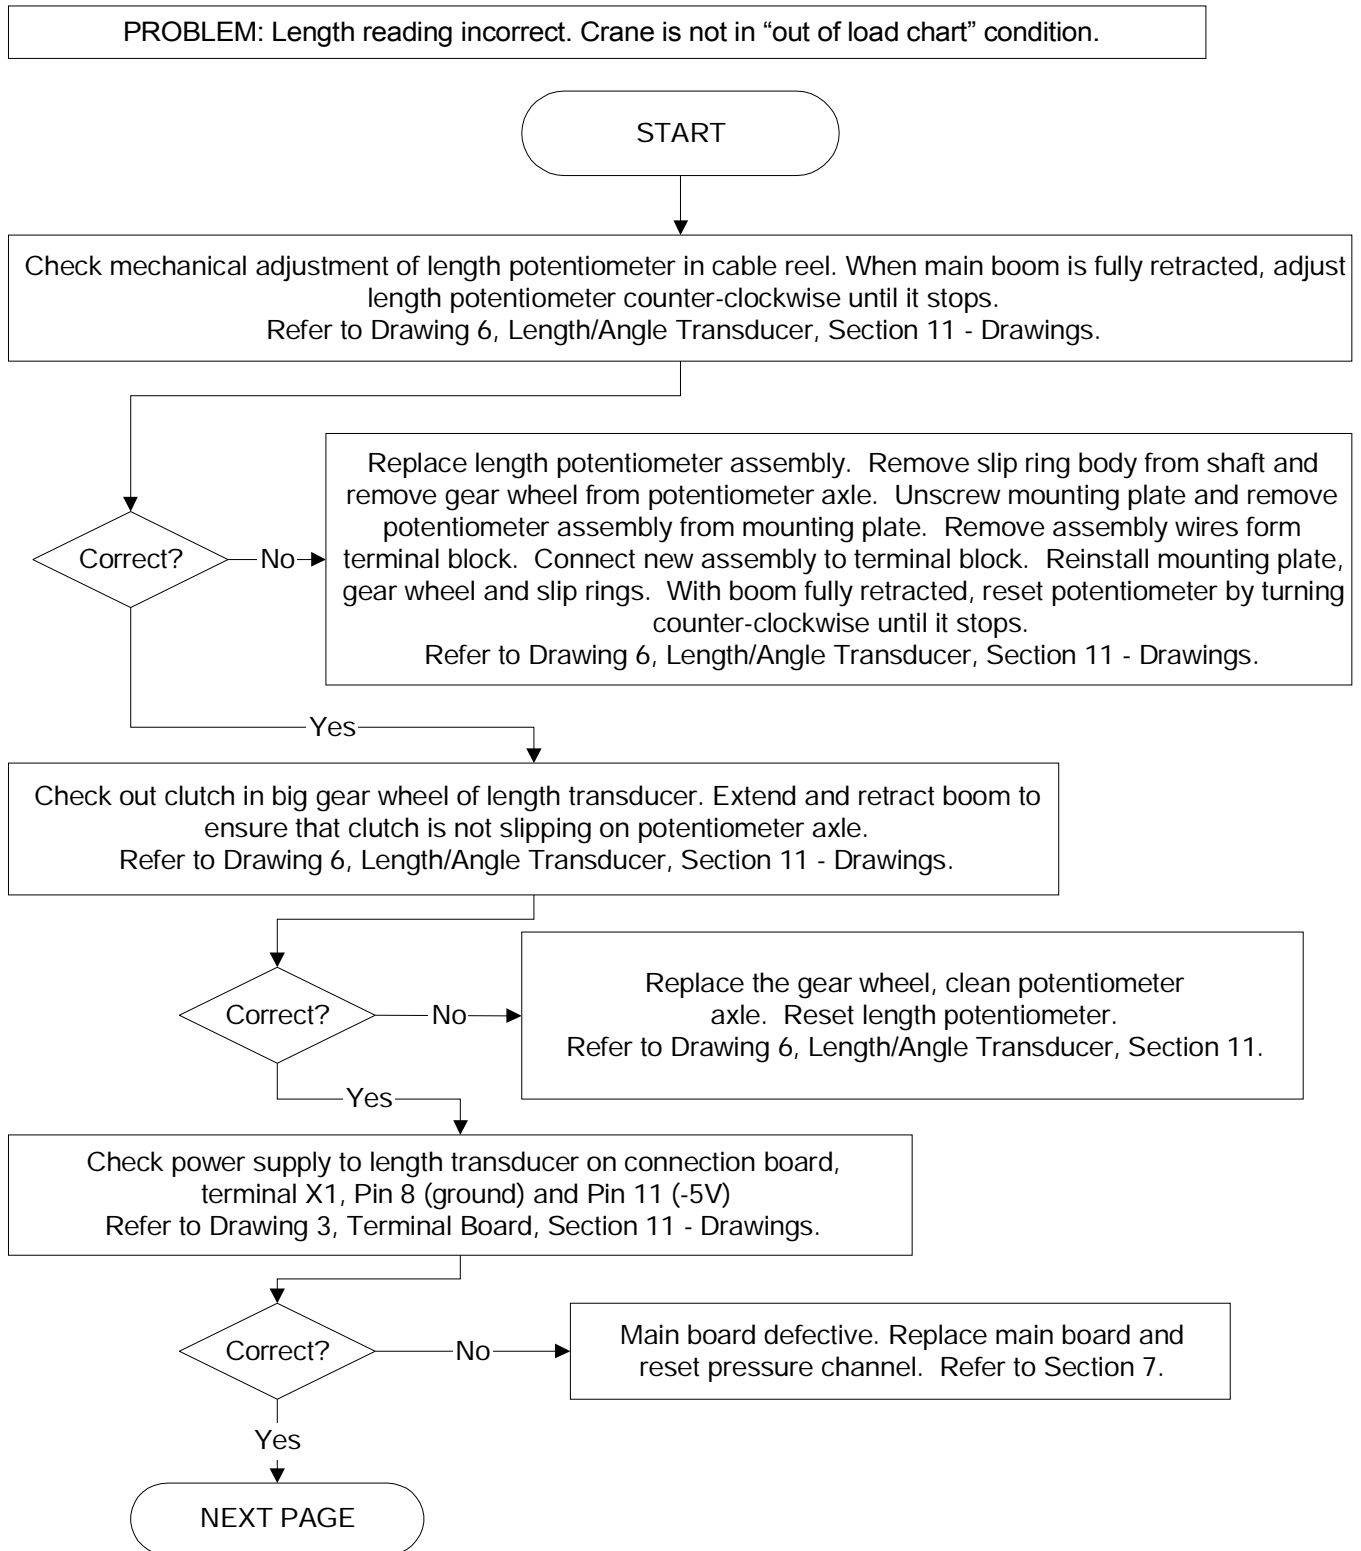 PROBLEM: Length reading incorrect. Crane is not in “out of load chart” condition.
START
Check mechanical adjustment of length potentiometer in cable reel. When main boom is fully retracted, adjust
length potentiometer counter-clockwise until it stops.
Refer to Drawing 6, Length/Angle Transducer, Section 11 - Drawings.
Correct?
No
Replace length potentiometer assembly. Remove slip ring body from shaft and
remove gear wheel from potentiometer axle. Unscrew mounting plate and remove
potentiometer assembly from mounting plate. Remove assembly wires form
terminal block. Connect new assembly to terminal block. Reinstall mounting plate,
gear wheel and slip rings. With boom fully retracted, reset potentiometer by turning
counter-clockwise until it stops.
Refer to Drawing 6, Length/Angle Transducer, Section 11 - Drawings.
Yes
Check out clutch in big gear wheel of length transducer. Extend and retract boom to
ensure that clutch is not slipping on potentiometer axle.
Refer to Drawing 6, Length/Angle Transducer, Section 11 - Drawings.
Correct?
No
Replace the gear wheel, clean potentiometer
axle. Reset length potentiometer.
Refer to Drawing 6, Length/Angle Transducer, Section 11.
Yes
Check power supply to length transducer on connection board,
terminal X1, Pin 8 (ground) and Pin 11 (-5V)
Refer to Drawing 3, Terminal Board, Section 11 - Drawings.
Correct?
No
Main board defective. Replace main board and
reset pressure channel. Refer to Section 7.
Yes
NEXT PAGE